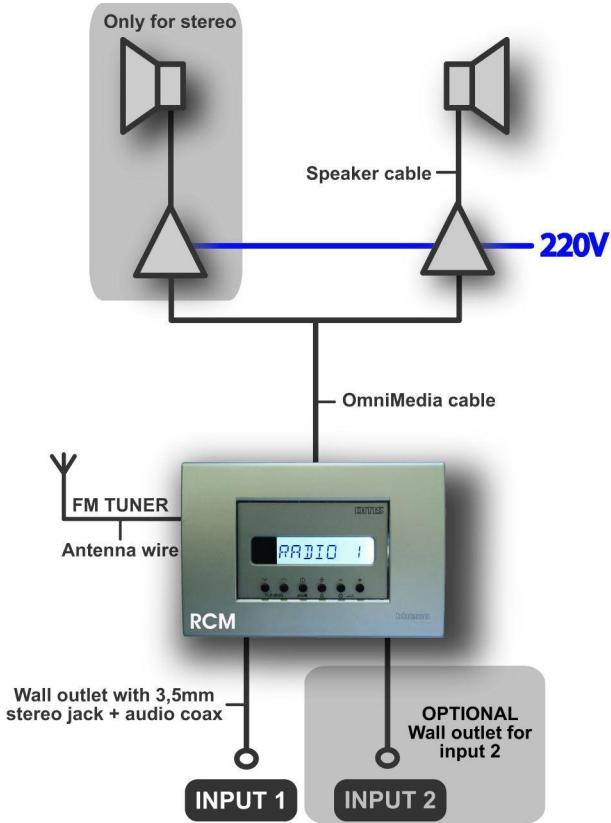 Only for stereo
Speaker cable
220V
OmniMedia cable
FM TUNER
Antenna wire
RADIO 1
RCM
Wall outlet with 3,5mm
stereo jack + audio coax
OPTIONAL
Wall outlet for
input 2
INPUT 1
INPUT 2